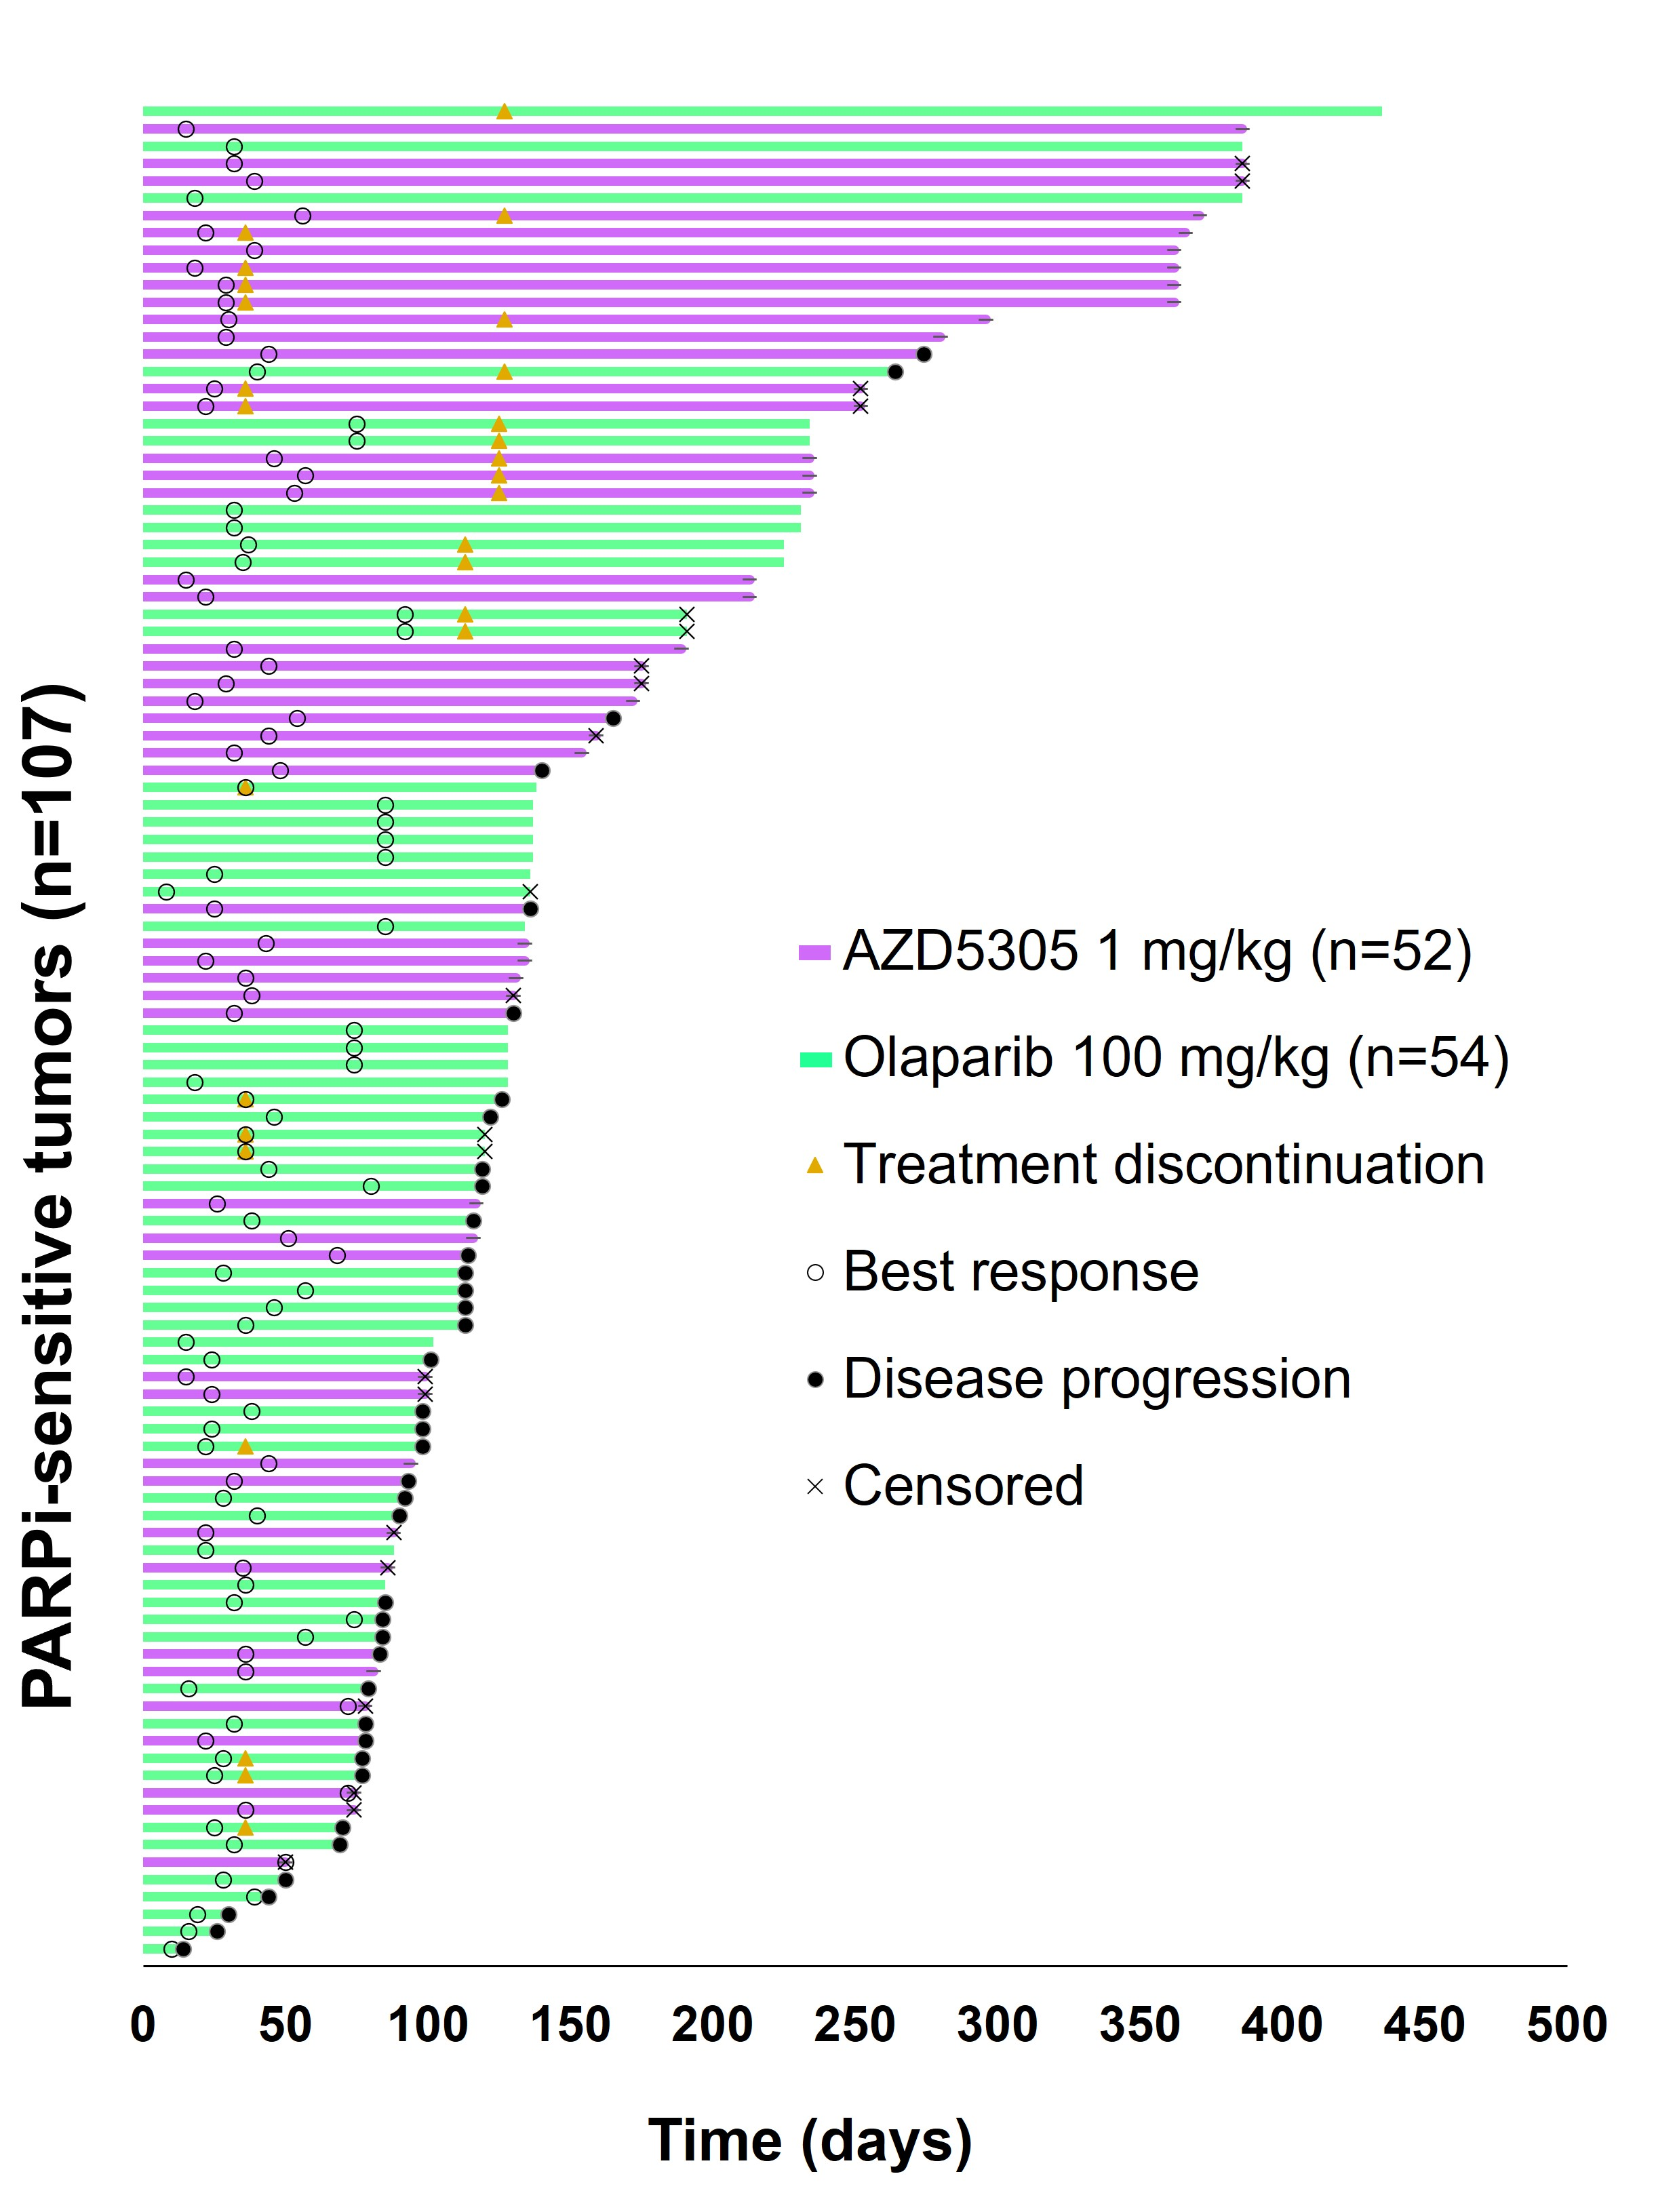 PARPi-sensitive tumors (n=107)
AZD5305 1 mg/kg (n=52)
Olaparib 100 mg/kg (n=54)
Treatment discontinuation
Best response
Disease progression
Censored
0 50 100 150 200 250 300 350 400 450 500
Time (days)